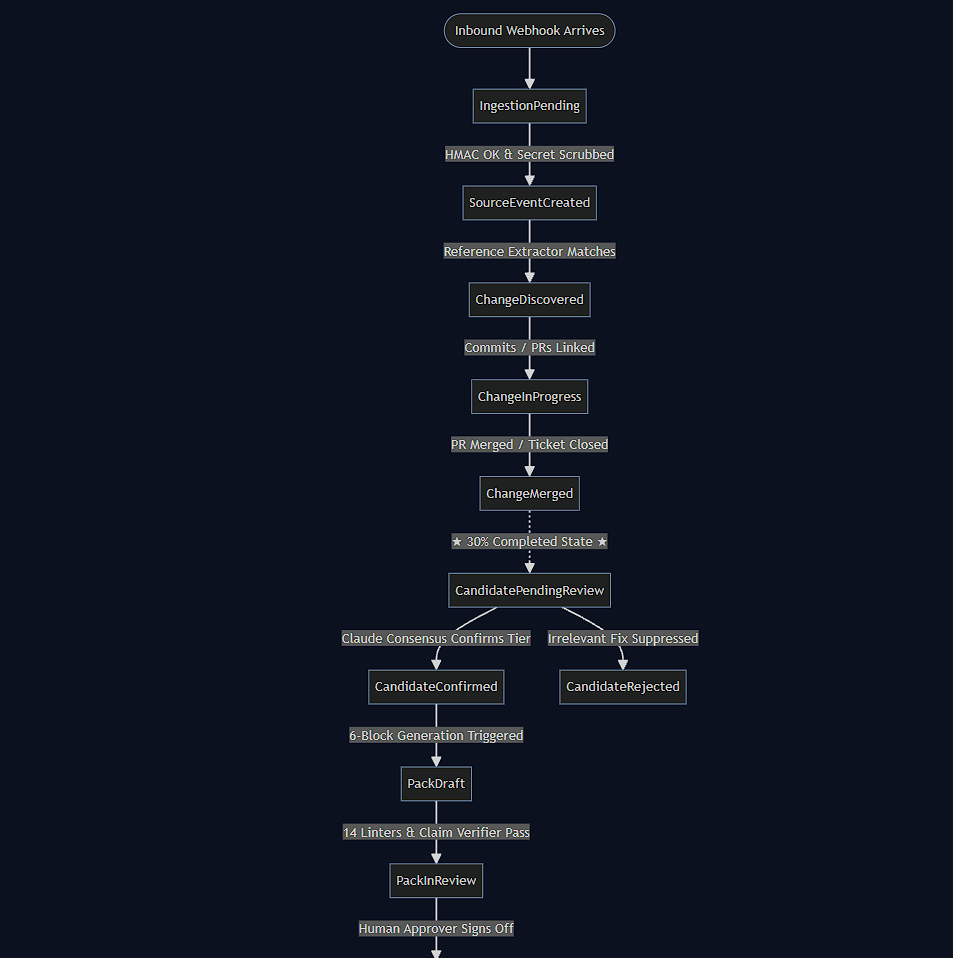 Inbound Webhook Arrives
IngestionPending
HMAC OK & Secret Scrubbed
SourceEventCreated
Reference Extractor Matches
ChangeDiscovered
Commits / PRs Linked
ChangeInProgress
PR Merged / Ticket Closed
ChangeMerged
★ 30% Completed State ★
CandidatePendingReview
Claude Consensus Confirms Tier
Irrelevant Fix Suppressed
CandidateConfirmed
CandidateRejected
6-Block Generation Triggered
PackDraft
14 Linters & Claim Verifier Pass
PackInReview
Human Approver Signs Off